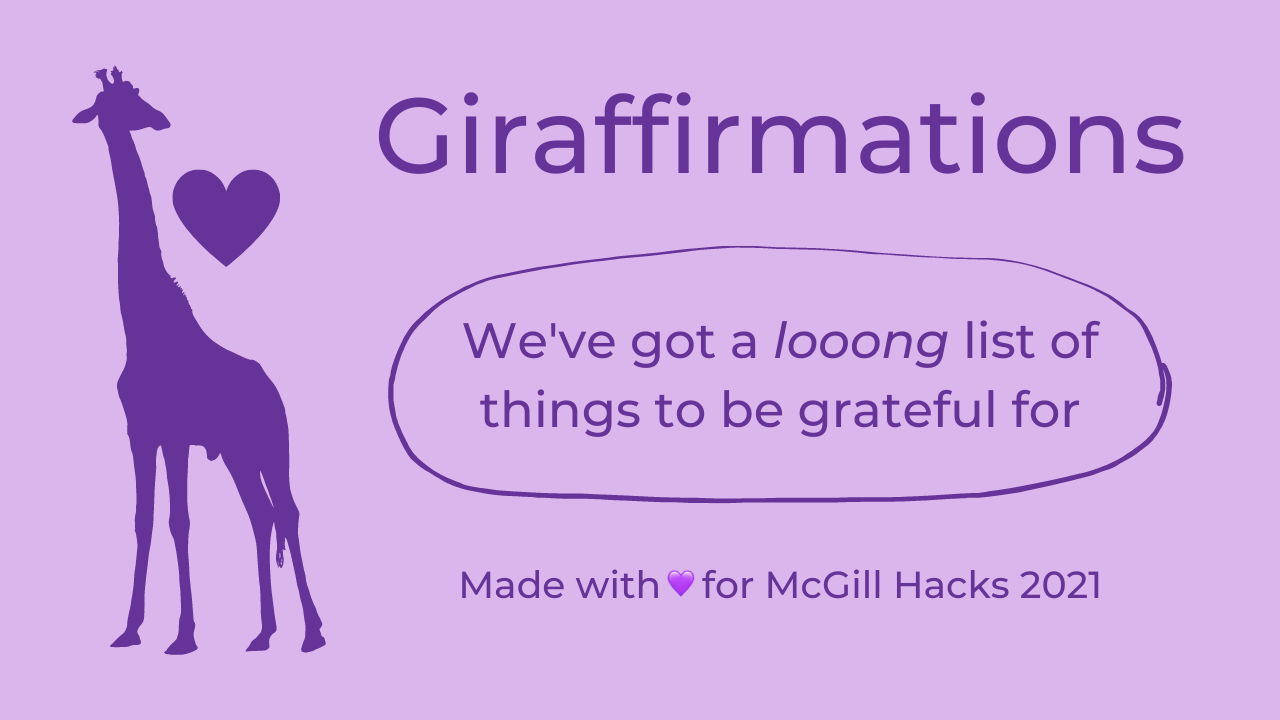 Giraffirmations
We've got a looong list of
things to be grateful for
Made with 💜 for McGill Hacks 2021